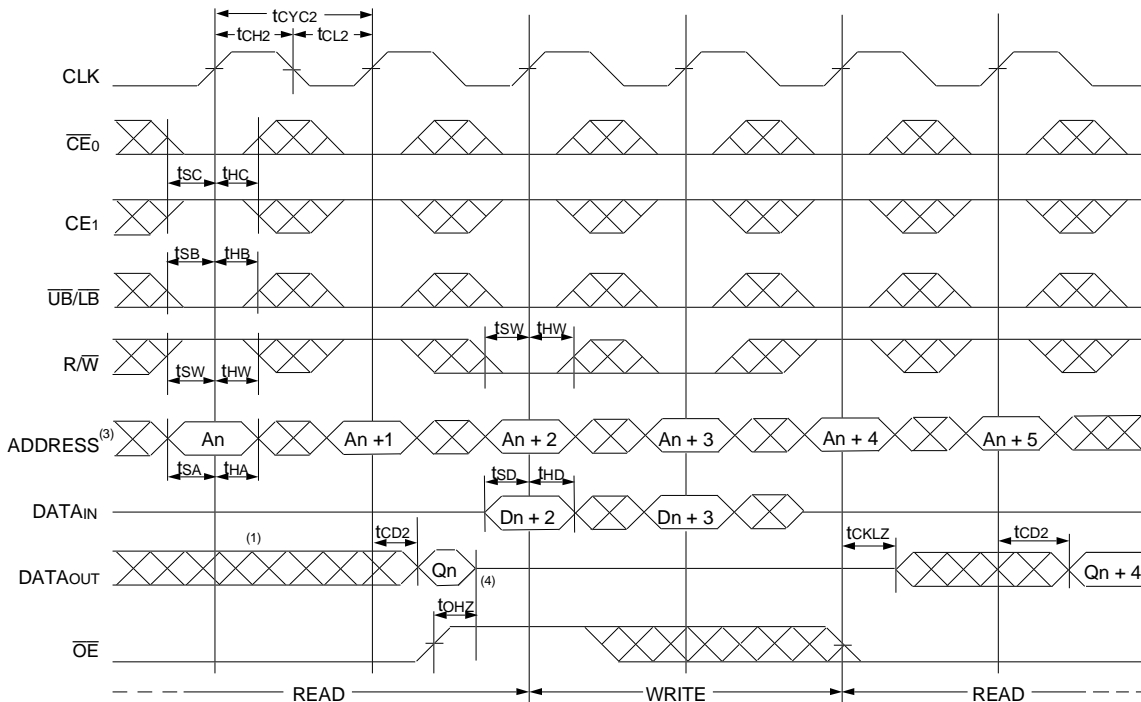 tCYC2
tCH2 tCL2
CLK
CE0
tSC tHC
CE1
tSB tHB
UB/LB
tSW tHW
R/W
tSW tHW
ADDRESS(3) An An +1 An + 2 An + 3 An + 4 An + 5
tSA tHA
tSD tHD
DATAIN Dn + 2 Dn + 3
tCD2 tCKLZ tCD2
(1)
DATAOUT Qn (4) Qn + 4
tOHZ
OE
READ WRITE READ